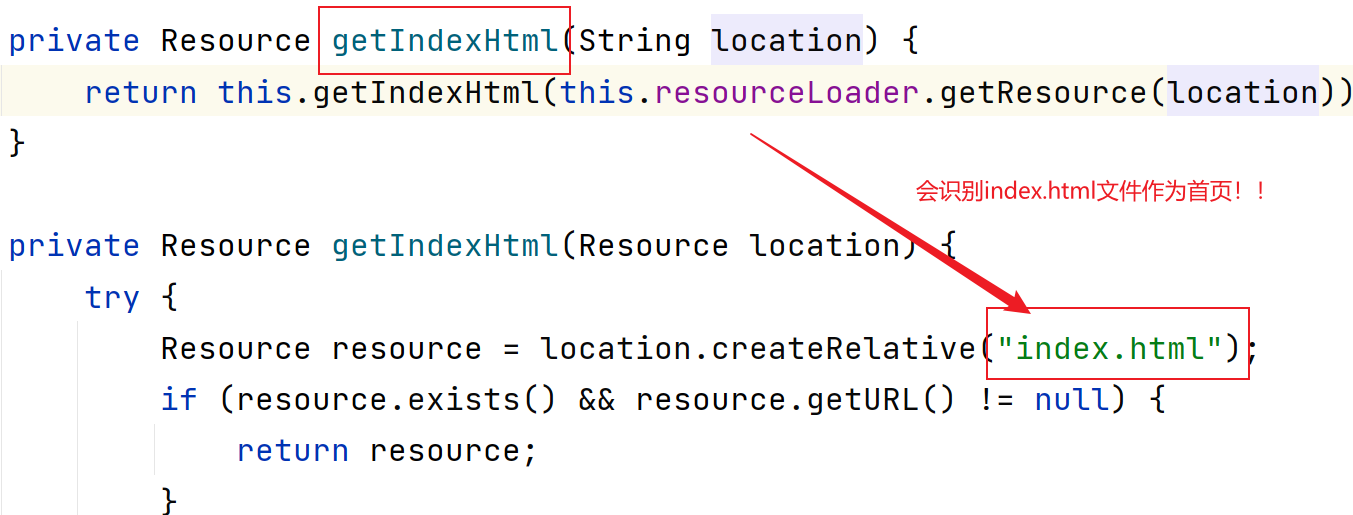 private Resource getIndexHtml(String location) {
    return this.getIndexHtml(this.resourceLoader.getResource(location))
}
会识别index.html文件作为首页！！
private Resource getIndexHtml(Resource location) {
    try {
        Resource resource = location.createRelative("index.html");
        if (resource.exists() && resource.getURL() != null) {
            return resource;
        }